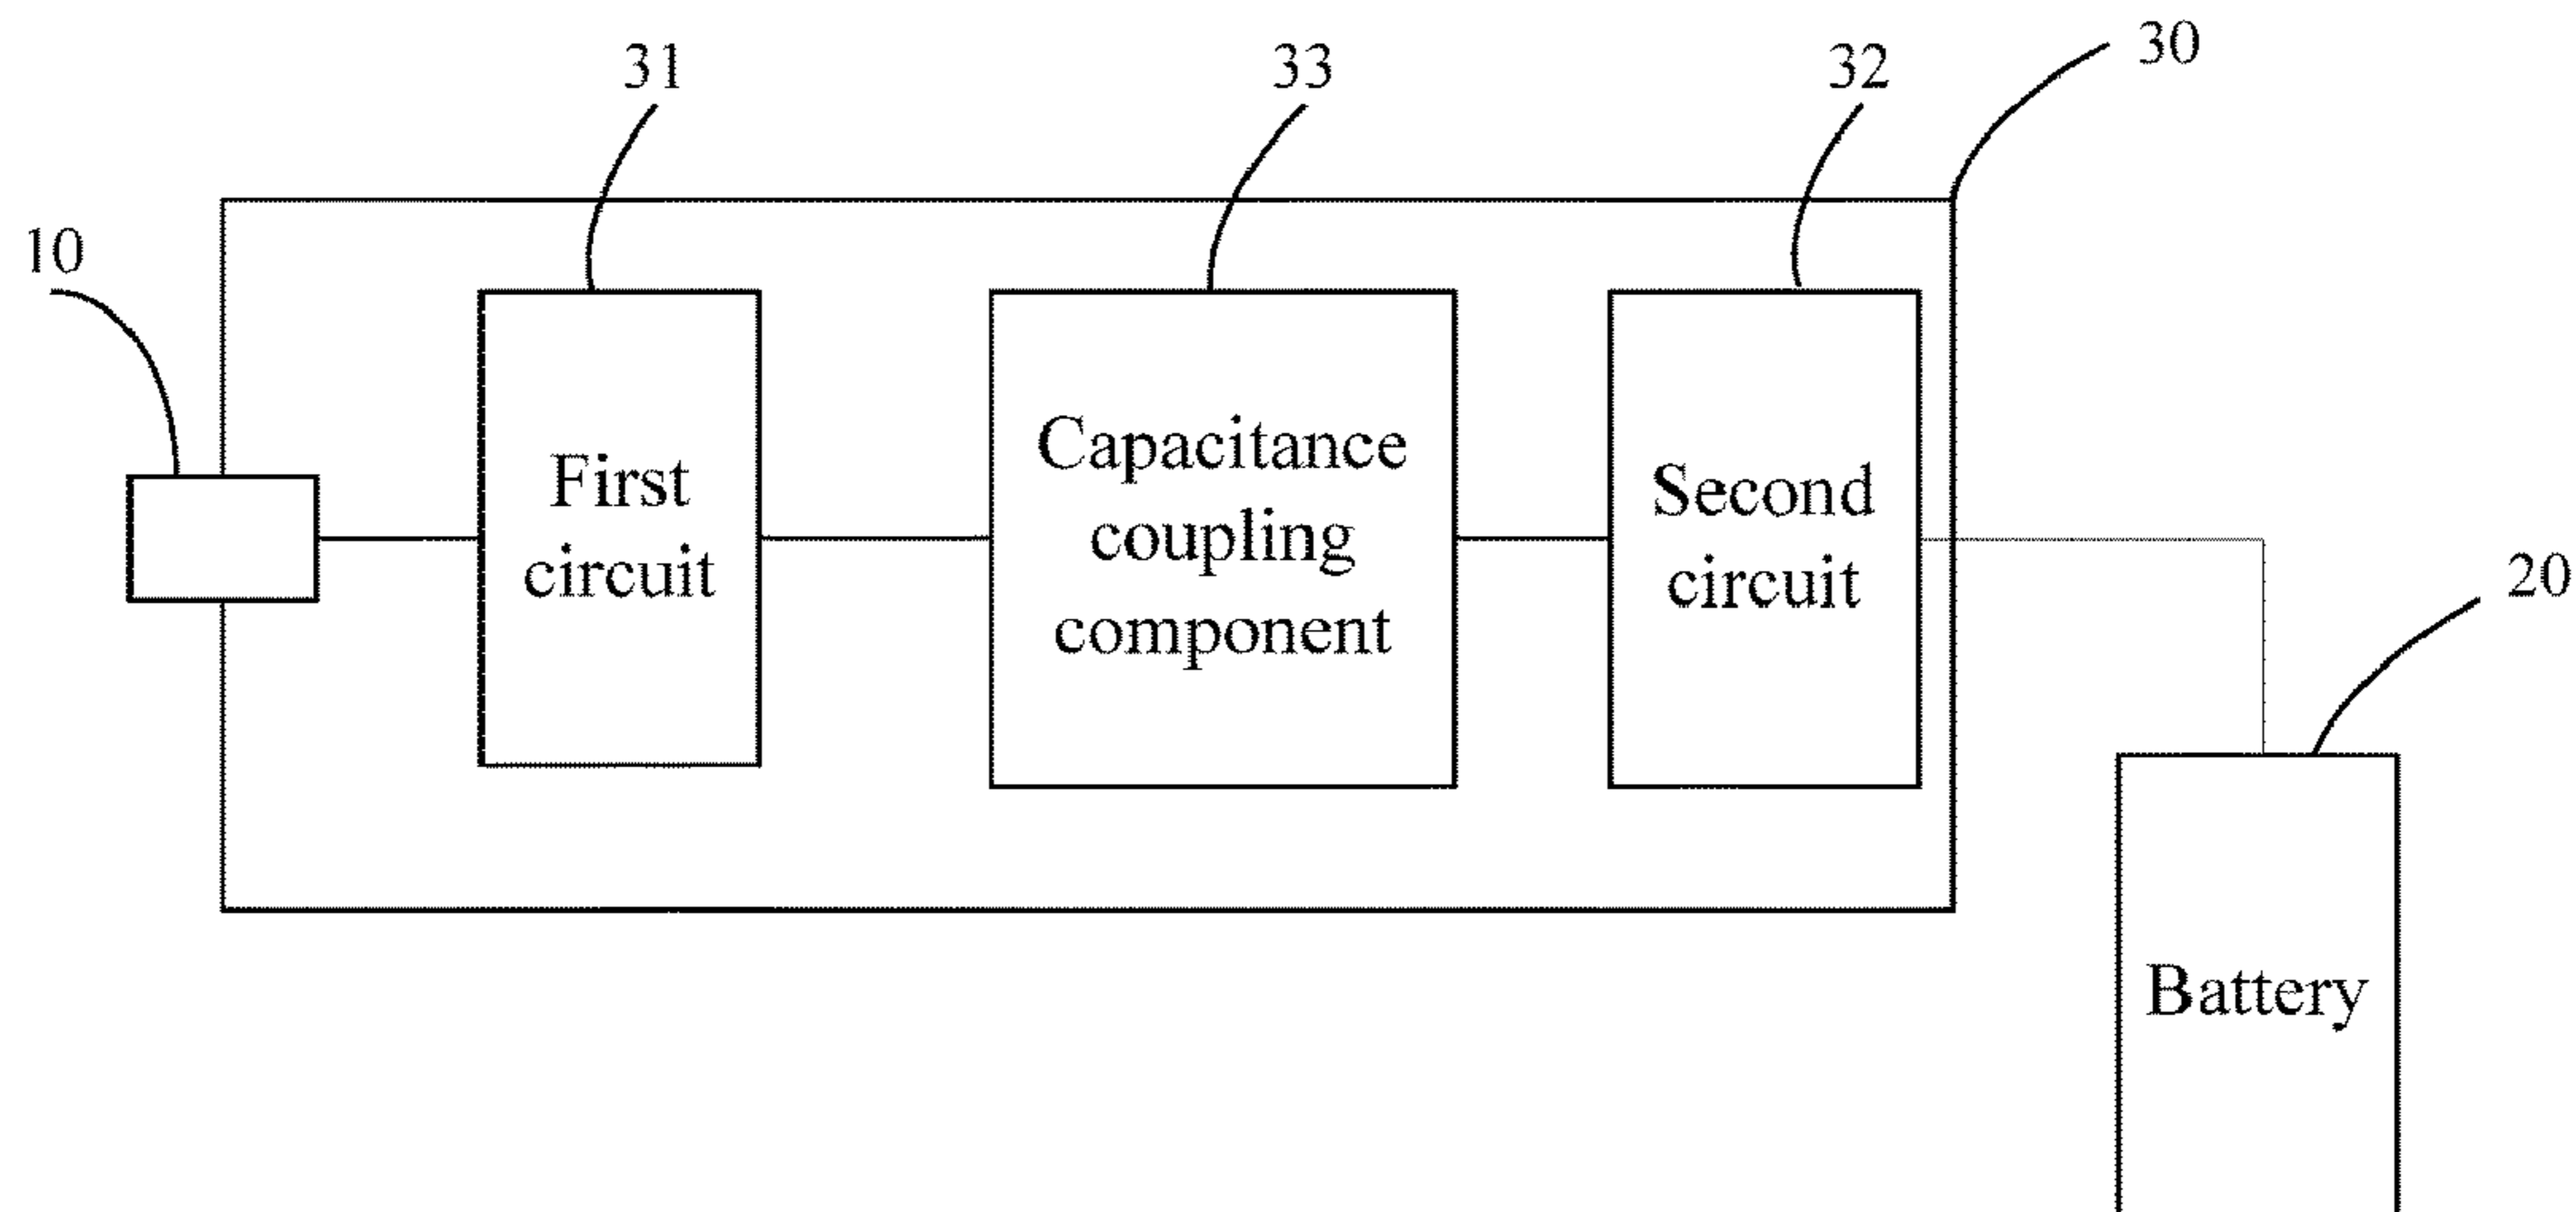 31
33
32
30
10
First
circuit
Capacitance
coupling
component
Second
circuit
20
Battery